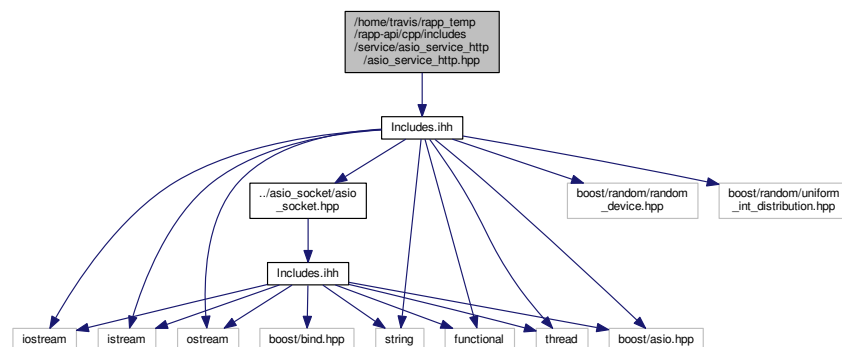 /home/travis/rapp_temp
/rapp-api/cpp/includes
/service/asio_service_http
/asio_service_http.hpp
Includes.ihh
../asio_socket/asio
_socket.hpp
boost/random/random
_device.hpp
boost/random/uniform
_int_distribution.hpp
Includes.ihh
iostream
istream
ostream
boost/bind.hpp
string
functional
thread
boost/asio.hpp